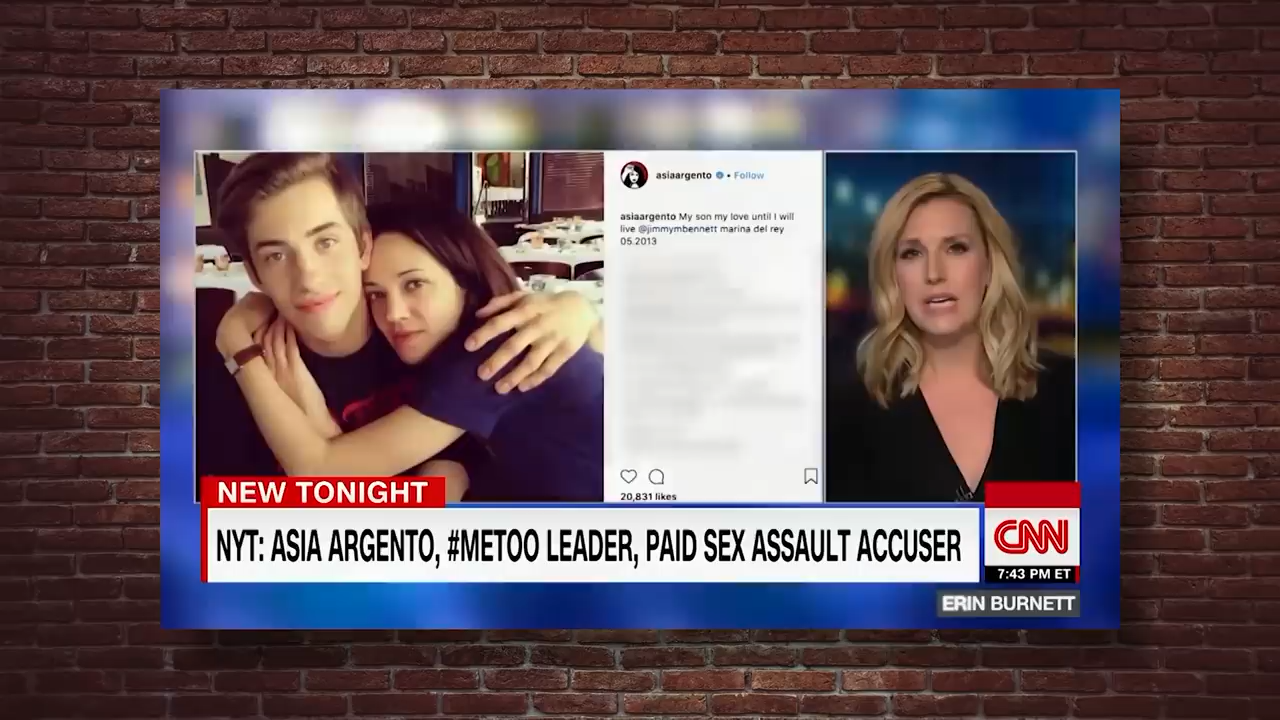 asiaargento • Follow
asiaargento My son my love until I will
live @jimmymbennett marina del rey
05.2013
20,831 likes
NEW TONIGHT
NYT: ASIA ARGENTO, #METOO LEADER, PAID SEX ASSAULT ACCUSER
CNN
7:43 PM ET
ERIN BURNETT